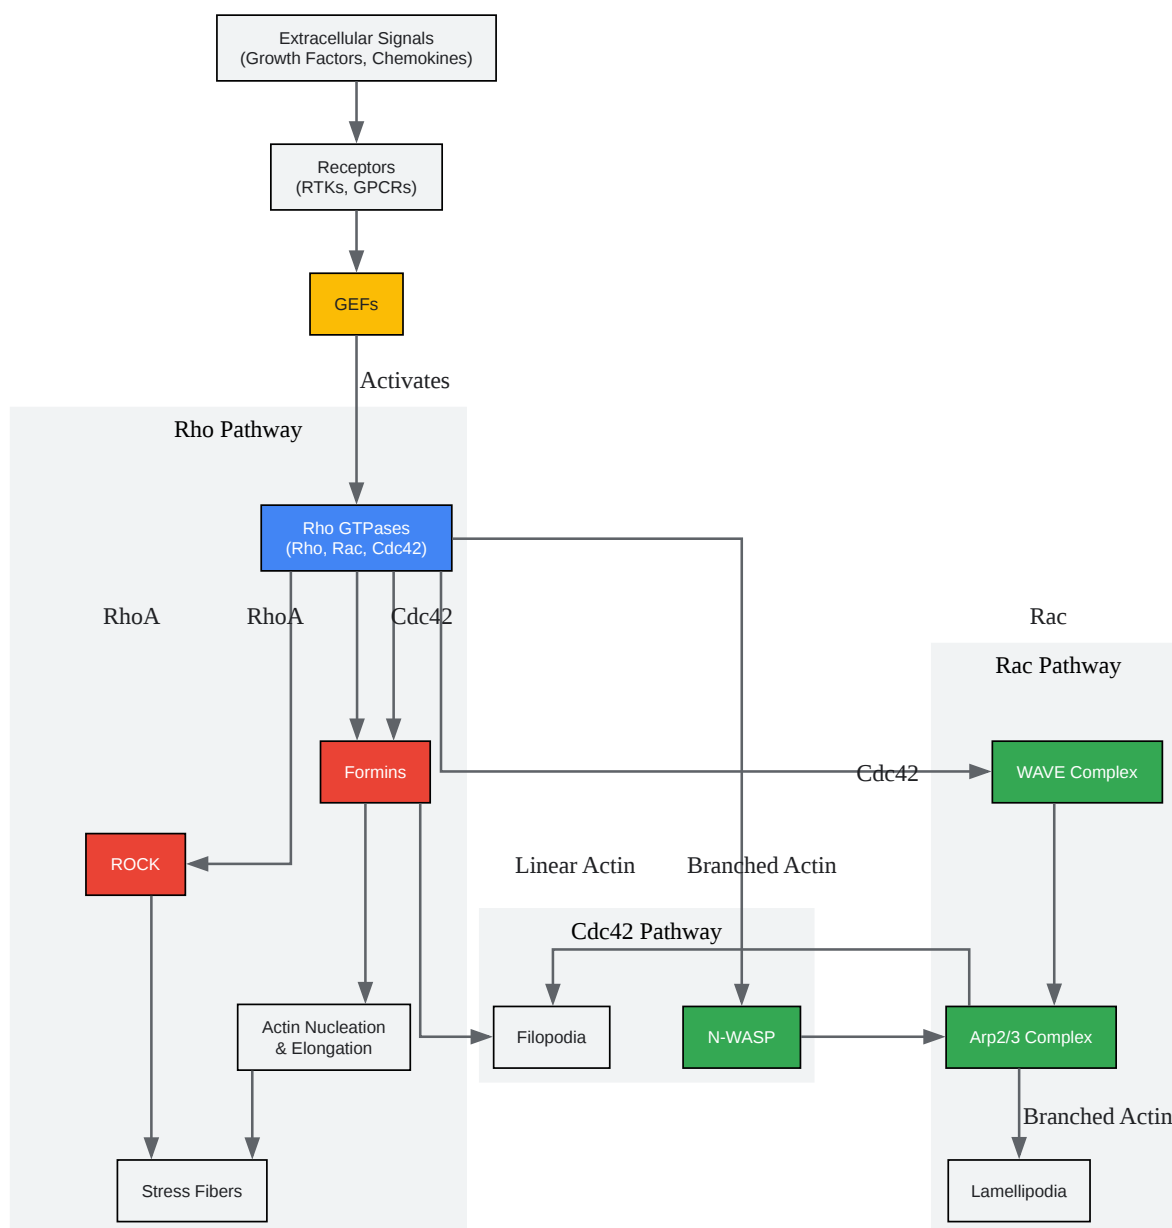 Extracellular Signals
(Growth Factors, Chemokines)
Receptors
(RTKs, GPCRs)
GEFs
Activates
Rho Pathway
Rho GTPases
(Rho, Rac, Cdc42)
RhoA
RhoA
Cdc42
Rac
Rac Pathway
Formins
Cdc42
WAVE Complex
ROCK
Linear Actin
Branched Actin
Cdc42 Pathway
Actin Nucleation
& Elongation
Filopodia
N-WASP
Arp2/3 Complex
Branched Actin
Stress Fibers
Lamellipodia